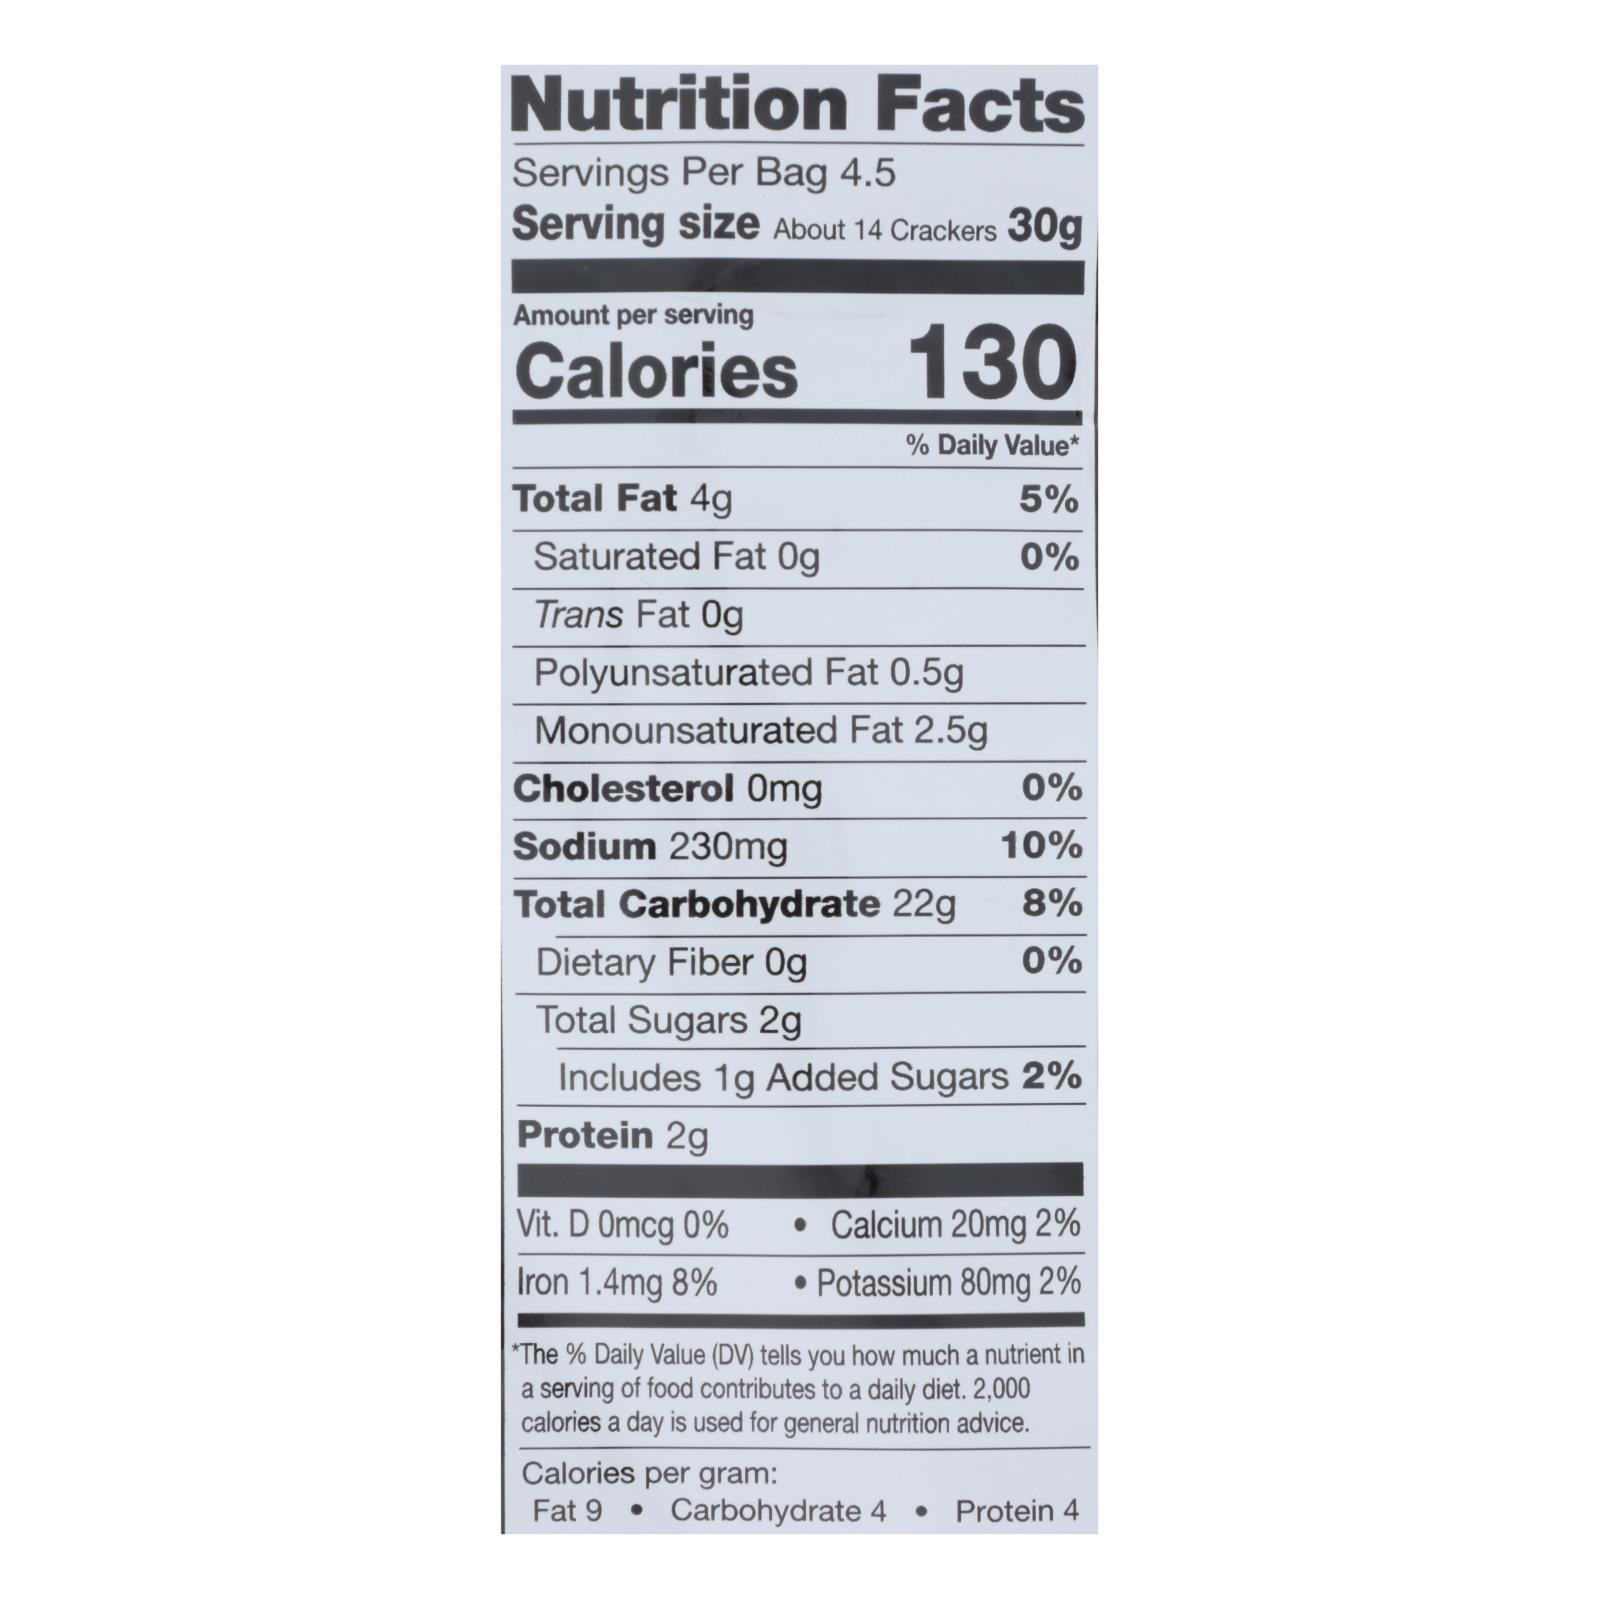 Nutrition Facts
Servings Per Bag 4.5
Serving size About 14 Crackers 30g
Amount per serving
Calories 130
% Daily Value*
Total Fat 4g 5%
Saturated Fat 0g 0%
Trans Fat 0g
Polyunsaturated Fat 0.5g
Monounsaturated Fat 2.5g
Cholesterol 0mg 0%
Sodium 230mg 10%
Total Carbohydrate 22g 8%
Dietary Fiber 0g 0%
Total Sugars 2g
Includes 1g Added Sugars 2%
Protein 2g
Vit. D 0mcg 0% • Calcium 20mg 2%
Iron 1.4mg 8% • Potassium 80mg 2%
*The % Daily Value (DV) tells you how much a nutrient in
a serving of food contributes to a daily diet. 2,000
calories a day is used for general nutrition advice.
Calories per gram:
Fat 9 • Carbohydrate 4 • Protein 4